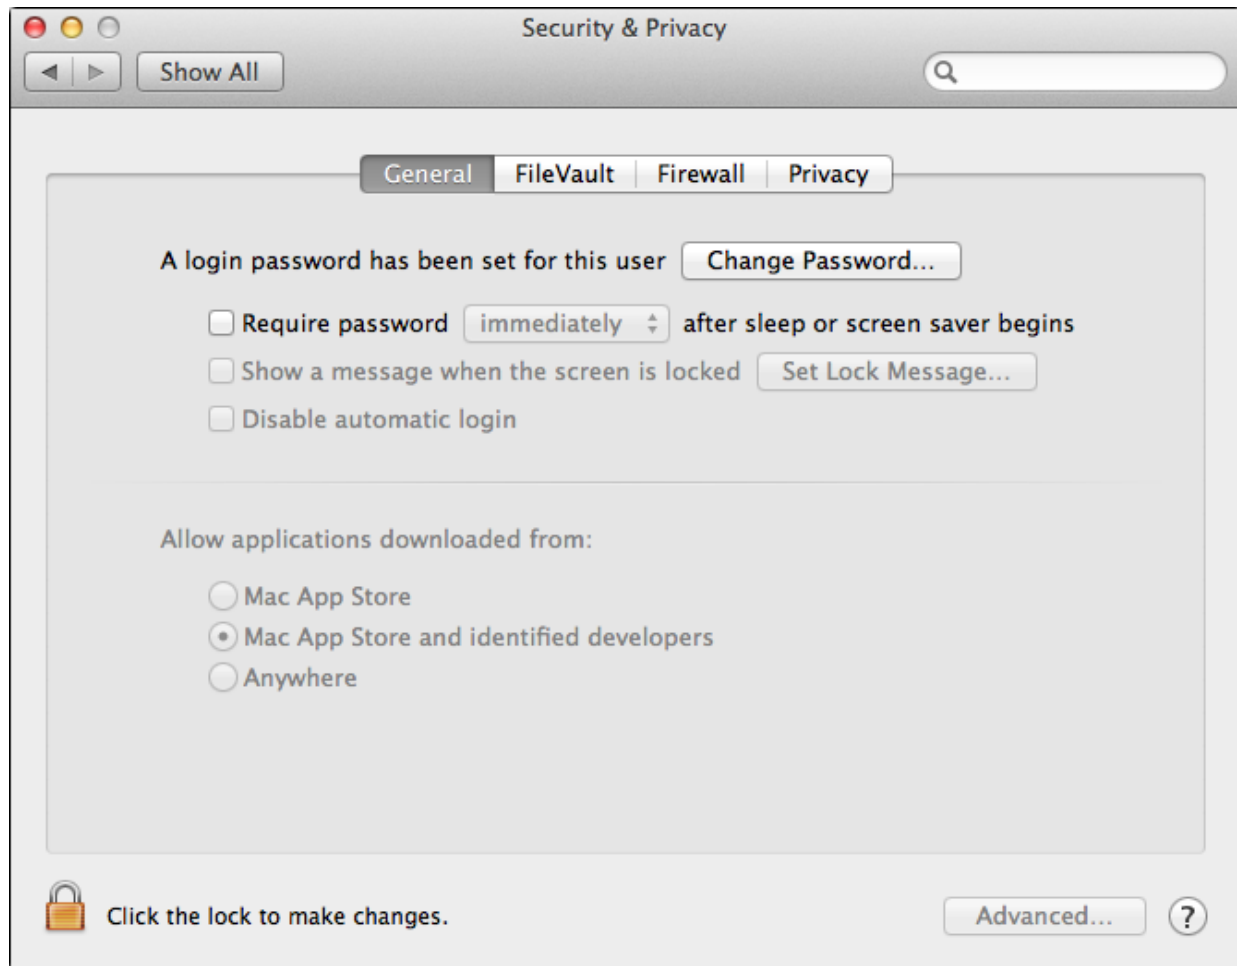 Security & Privacy
Show All
General FileVault Firewall Privacy
A login password has been set for this user Change Password...
Require password immediately after sleep or screen saver begins
Show a message when the screen is locked Set Lock Message...
Disable automatic login
Allow applications downloaded from:
Mac App Store
Mac App Store and identified developers
Anywhere
Click the lock to make changes. Advanced... ?